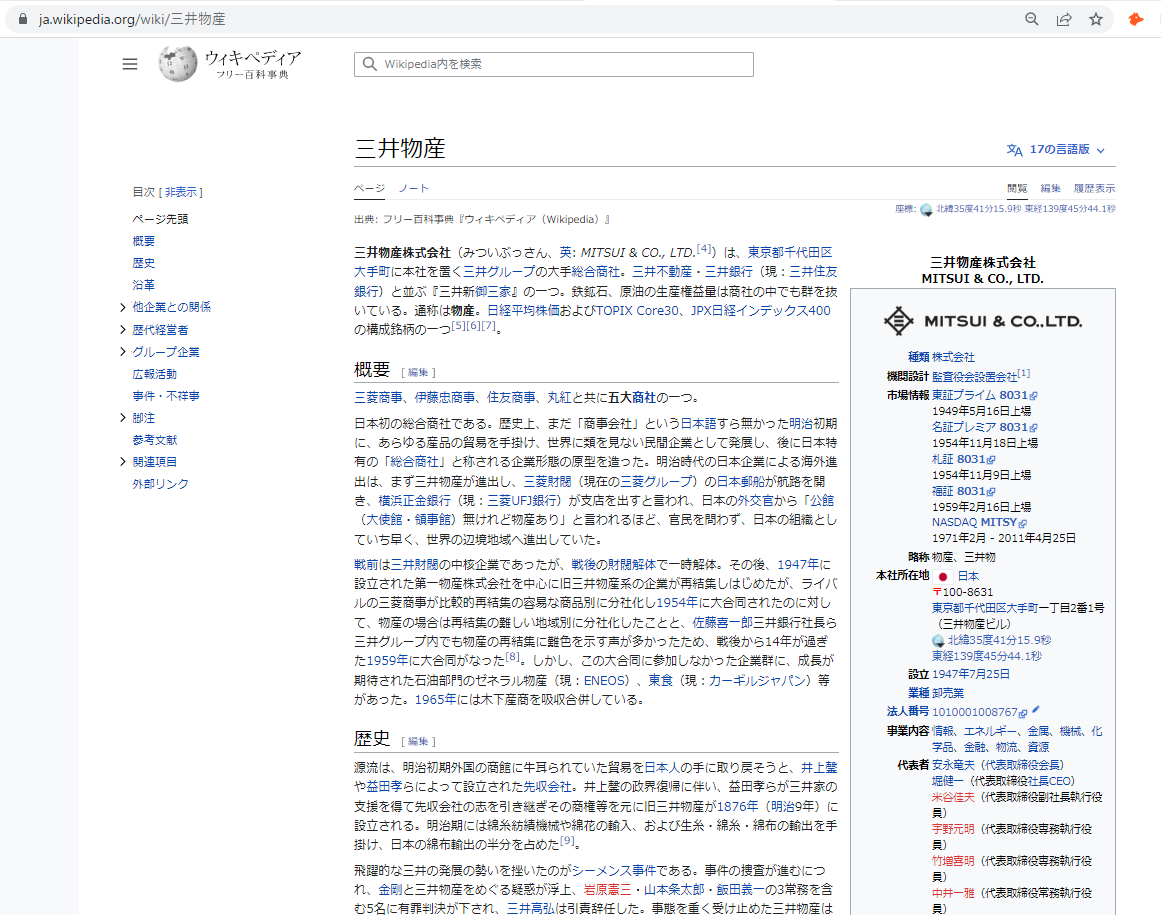 ja.wikipedia.org/wiki/三井物産
ウィキペディア
フリー百科事典
Wikipedia内を検索
三井物産
17の言語版
ページ ノート
閲覧 編集 履歴表示
座標: 北緯35度41分15.9秒 東経139度45分44.1秒
出典: フリー百科事典『ウィキペディア（Wikipedia）』
目次 [非表示]
ページ先頭
概要
歴史
沿革
他企業との関係
歴代経営者
グループ企業
広報活動
事件・不祥事
脚注
参考文献
関連項目
外部リンク
三井物産株式会社（みついぶっさん、英: MITSUI & CO., LTD.[4]）は、東京都千代田区
大手町に本社を置く三井グループの大手総合商社。三井不動産・三井銀行（現：三井住友
銀行）と並ぶ『三井新御三家』の一つ。鉄鉱石、原油の生産権益量は商社の中でも群を抜
いている。通称は物産。日経平均株価およびTOPIX Core30、JPX日経インデックス400
の構成銘柄の一つ[5][6][7]。
概要 [編集]
三菱商事、伊藤忠商事、住友商事、丸紅と共に五大商社の一つ。
日本初の総合商社である。歴史上、まだ「商事会社」という日本語すら無かった明治初期
に、あらゆる産品の貿易を手掛け、世界に類を見ない民間企業として発展し、後に日本特
有の「総合商社」と称される企業形態の原型を造った。明治時代の日本企業による海外進
出は、まず三井物産が進出し、三菱財閥（現在の三菱グループ）の日本郵船が航路を開
き、横浜正金銀行（現：三菱UFJ銀行）が支店を出すと言われ、日本の外交官から「公館
（大使館・領事館）無けれど物産あり」と言われるほど、官民を問わず、日本の組織とし
ていち早く、世界の辺境地域へ進出していた。
戦前は三井財閥の中核企業であったが、戦後の財閥解体で一時解体。その後、1947年に
設立された第一物産株式会社を中心に旧三井物産系の企業が再結集しはじめたが、ライバ
ルの三菱商事が比較的再結集の容易な商品別に分社化し1954年に大合同されたのに対し
て、物産の場合は再結集の難しい地域別に分社化したことと、佐藤喜一郎三井銀行社長ら
三井グループ内でも物産の再結集に難色を示す声が多かったため、戦後から14年が過ぎ
た1959年に大合同がなった[8]。しかし、この大合同に参加しなかった企業群に、成長が
期待された石油部門のゼネラル物産（現：ENEOS）、東食（現：カーギルジャパン）等
があった。1965年には木下産商を吸収合併している。
歴史 [編集]
源流は、明治初期外国の商館に牛耳られていた貿易を日本人の手に取り戻そうと、井上馨
や益田孝らによって設立された先収会社。井上馨の政界復帰に伴い、益田孝らが三井家の
支援を得て先収会社の志を引き継ぎその商権等を元に旧三井物産が1876年（明治9年）に
設立される。明治期には綿糸紡績機械や綿花の輸入、および生糸・綿糸・綿布の輸出を手
掛け、日本の綿布輸出の半分を占めた[9]。
飛躍的な三井の発展の勢いを挫いたのがシーメンス事件である。事件の捜査が進むにつ
れ、金剛と三井物産をめぐる疑惑が浮上、岩原憲三・山本条太郎・飯田義一の3常務を含
む5名に有罪判決が下され、三井高弘は引責辞任した。事態を重く受け止めた三井物産は
三井物産株式会社
MITSUI & CO., LTD.
MITSUI & CO.,LTD.
種類 株式会社
機関設計 監査役会設置会社[1]
市場情報 東証プライム 8031
1949年5月16日上場
名証プレミア 8031
1954年11月18日上場
札証 8031
1954年11月9日上場
福証 8031
1959年2月16日上場
NASDAQ MITSY
1971年2月 - 2011年4月25日
略称 物産、三井物
本社所在地 日本
〒100-8631
東京都千代田区大手町一丁目2番1号
（三井物産ビル）
北緯35度41分15.9秒
東経139度45分44.1秒
設立 1947年7月25日
業種 卸売業
法人番号 1010001008767
事業内容 情報、エネルギー、金属、機械、化
学品、金融、物流、資源
代表者 安永竜夫（代表取締役会長）
堀健一（代表取締役社長CEO）
米谷佳夫（代表取締役副社長執行役
員）
宇野元明（代表取締役専務執行役
員）
竹増喜明（代表取締役専務執行役
員）
中井一雅（代表取締役常務執行役
員）